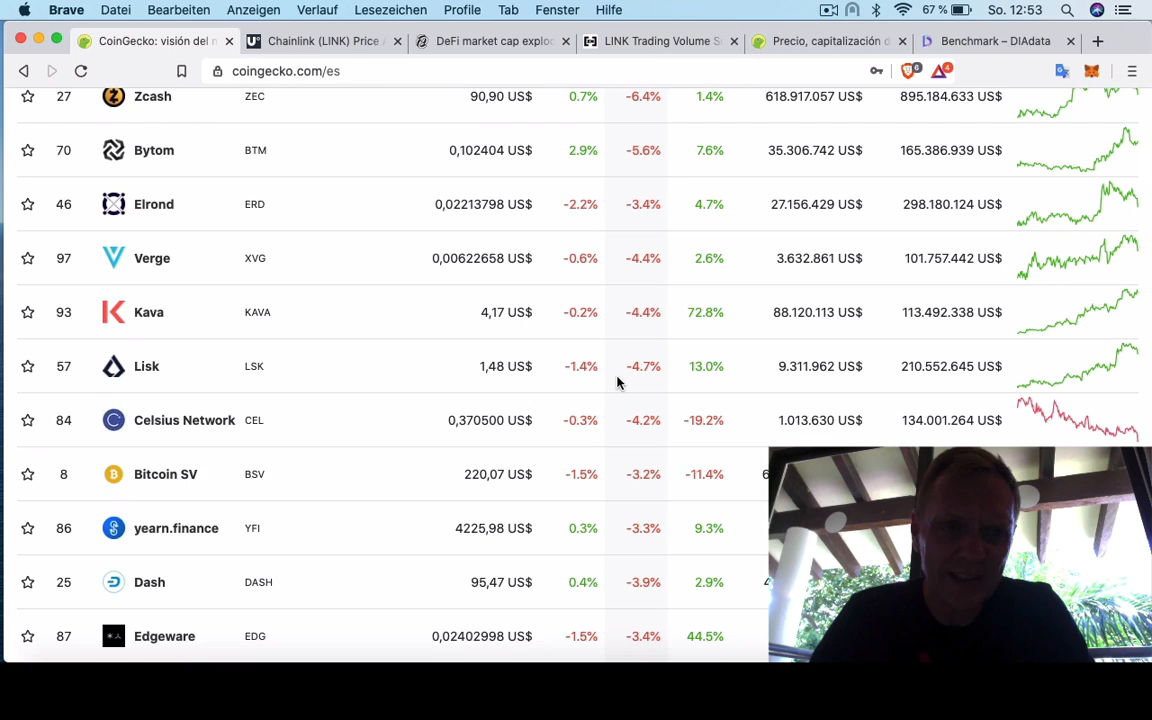 Brave Datei Bearbeiten Anzeigen Verlauf Lesezeichen Profile Tab Fenster Hilfe 67 % So. 12:53
CoinGecko: visión del n Chainlink (LINK) Price DeFi market cap explo LINK Trading Volume S Precio, capitalización d Benchmark – DIAdata
coingecko.com/es 6 4
27 Zcash ZEC 90,90 US$ 0.7% -6.4% 1.4% 618.917.057 US$ 895.184.633 US$
70 Bytom BTM 0,102404 US$ 2.9% -5.6% 7.6% 35.306.742 US$ 165.386.939 US$
46 Elrond ERD 0,02213798 US$ -2.2% -3.4% 4.7% 27.156.429 US$ 298.180.124 US$
97 Verge XVG 0,00622658 US$ -0.6% -4.4% 2.6% 3.632.861 US$ 101.757.442 US$
93 Kava KAVA 4,17 US$ -0.2% -4.4% 72.8% 88.120.113 US$ 113.492.338 US$
57 Lisk LSK 1,48 US$ -1.4% -4.7% 13.0% 9.311.962 US$ 210.552.645 US$
84 Celsius Network CEL 0,370500 US$ -0.3% -4.2% -19.2% 1.013.630 US$ 134.001.264 US$
8 Bitcoin SV BSV 220,07 US$ -1.5% -3.2% -11.4%
86 yearn.finance YFI 4225,98 US$ 0.3% -3.3% 9.3%
25 Dash DASH 95,47 US$ 0.4% -3.9% 2.9%
87 Edgeware EDG 0,02402998 US$ -1.5% -3.4% 44.5%